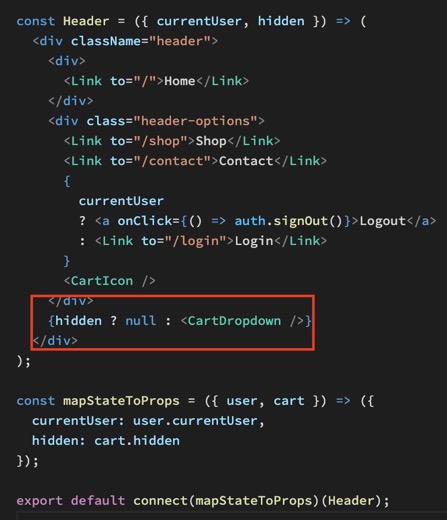 const Header = ({ currentUser, hidden }) => (
  <div className="header">
    <div>
      <Link to="/">Home</Link>
    </div>
    <div class="header-options">
      <Link to="/shop">Shop</Link>
      <Link to="/contact">Contact</Link>
      {
        currentUser
        ? <a onClick={() => auth.signOut()}>Logout</a>
        : <Link to="/login">Login</Link>
      }
      <CartIcon />
    </div>
    {hidden ? null : <CartDropdown />}
  </div>
);

const mapStateToProps = ({ user, cart }) => ({
  currentUser: user.currentUser,
  hidden: cart.hidden
});

export default connect(mapStateToProps)(Header);